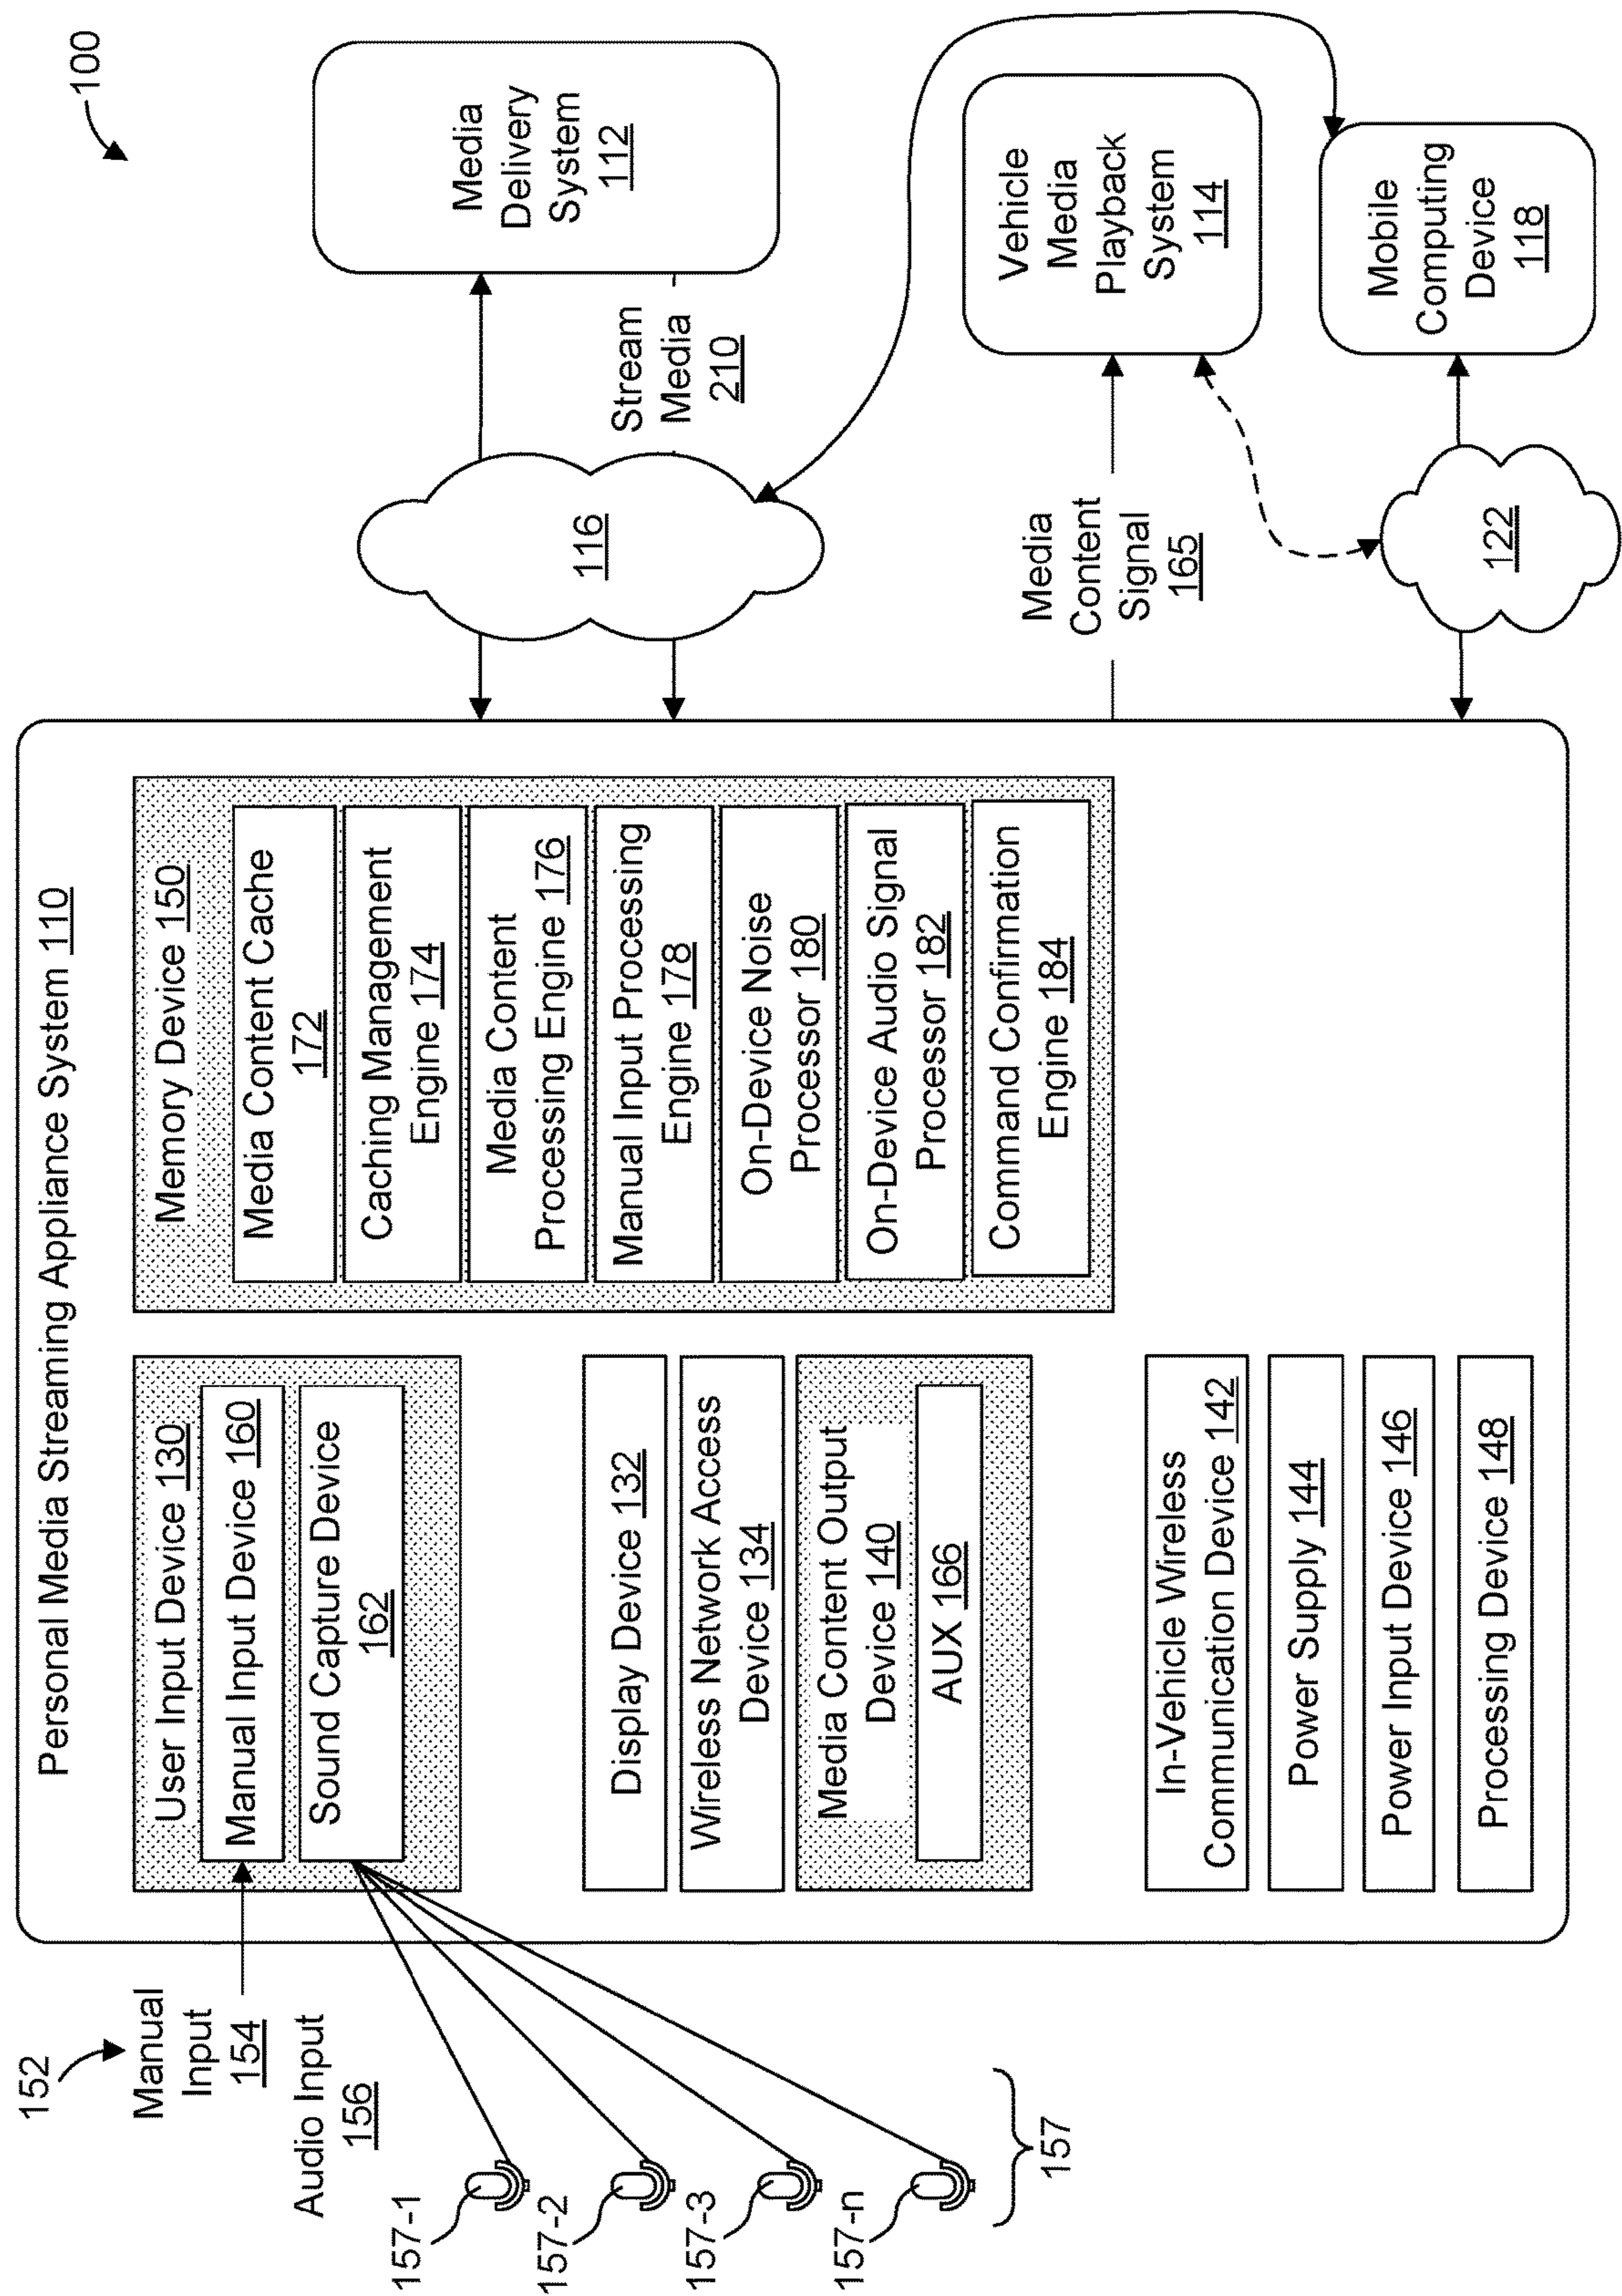 100
Personal Media Streaming Appliance System 110
152
Manual
Input
154
Audio Input
156
157-1
157-2
157-3
157-n
157
User Input Device 130
Manual Input Device 160
Sound Capture Device
162
Display Device 132
Wireless Network Access
Device 134
Media Content Output
Device 140
AUX 166
In-Vehicle Wireless
Communication Device 142
Power Supply 144
Power Input Device 146
Processing Device 148
Memory Device 150
Media Content Cache
172
Caching Management
Engine 174
Media Content
Processing Engine 176
Manual Input Processing
Engine 178
On-Device Noise
Processor 180
On-Device Audio Signal
Processor 182
Command Confirmation
Engine 184
116
Stream
Media
210
Media
Content
Signal
165
122
Media
Delivery
System
112
Vehicle
Media
Playback
System
114
Mobile
Computing
Device
118